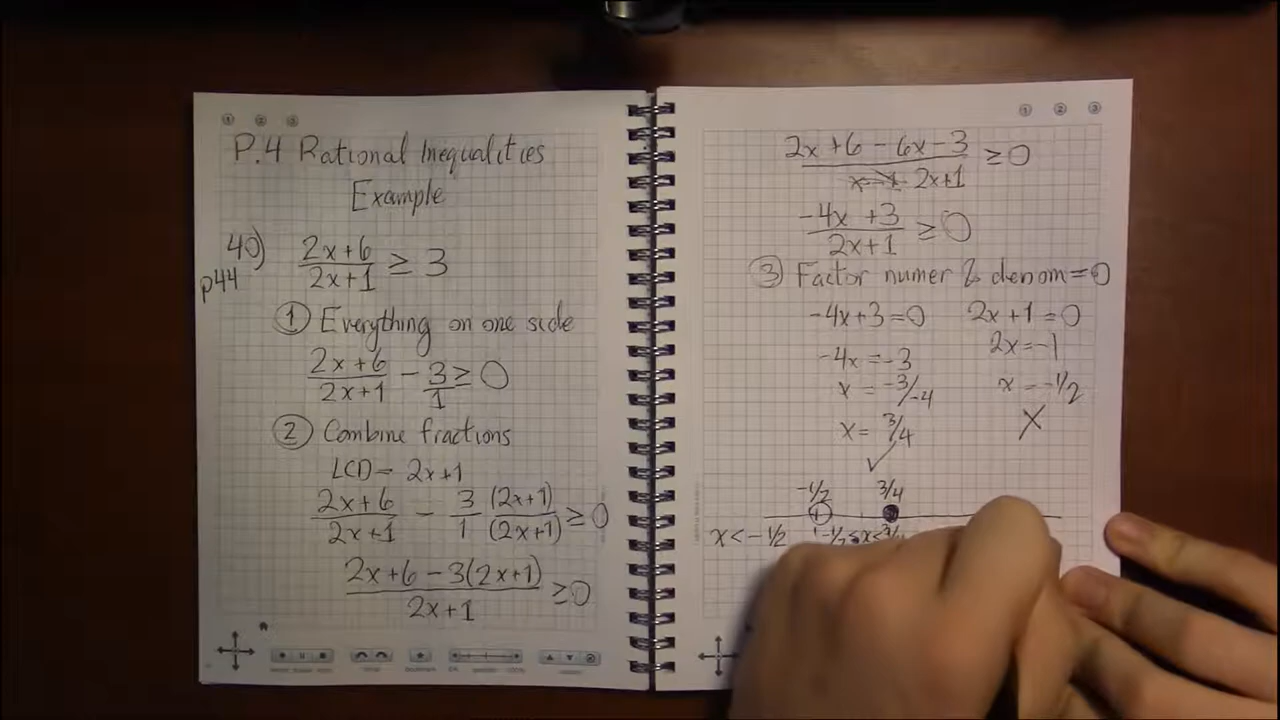 P.4 Rational Inequalities
Example
40) (2x+6)/(2x+1) ≥ 3
p44
① Everything on one side
(2x+6)/(2x+1) - 3/1 ≥ 0
② Combine fractions
LCD - 2x+1
(2x+6)/(2x+1) - 3/1 (2x+1)/(2x+1) ≥ 0
(2x+6-3(2x+1))/(2x+1) ≥ 0
(2x+6-6x-3)/(2x+1) ≥ 0
(-4x+3)/(2x+1) ≥ 0
③ Factor numer & denom = 0
-4x+3=0 2x+1=0
-4x=-3 2x=-1
x = -3/-4 x = -1/2
x = 3/4 X
✓
-1/2 3/4
x < -1/2 -1/2 < x < 3/4